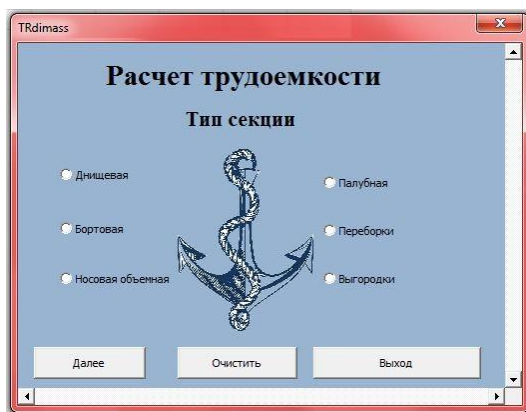 TRdimass
Расчет трудоемкости
Тип секции
Днищевая
Палубная
Бортовая
Переборки
Носовая объемная
Выгородки
Далее
Очистить
Выход